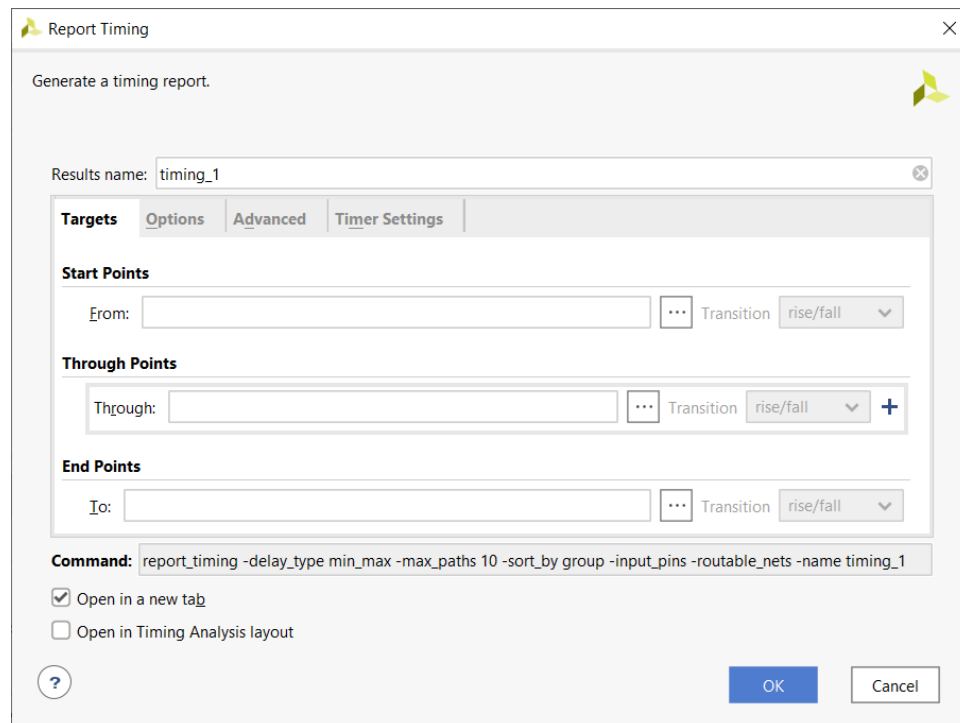 Report Timing
Generate a timing report.
Results name: timing_1
Targets Options Advanced Timer Settings
Start Points
From: ... Transition rise/fall
Through Points
Through: ... Transition rise/fall +
End Points
To: ... Transition rise/fall
Command: report_timing -delay_type min_max -max_paths 10 -sort_by group -input_pins -routable_nets -name timing_1
Open in a new tab
Open in Timing Analysis layout
? OK Cancel